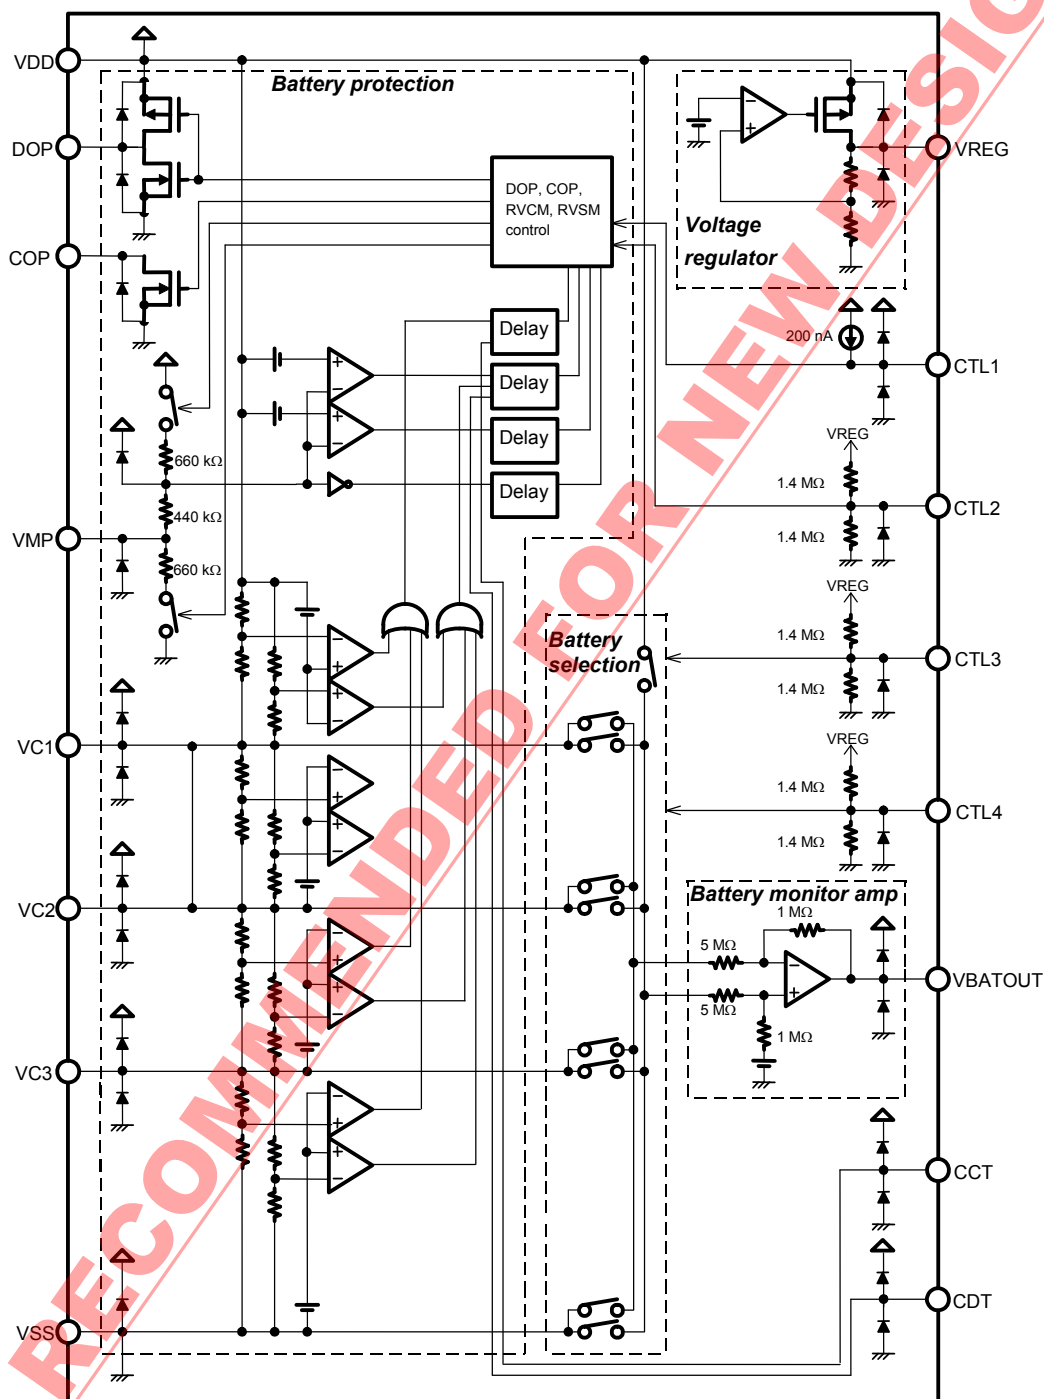 VDD
Battery protection
DOP
VREG
DOP, COP,
RVCM, RVSM
control
Voltage
regulator
COP
Delay
200 nA
CTL1
Delay
Delay
VREG
660 kΩ
Delay
1.4 MΩ
440 kΩ
CTL2
VMP
1.4 MΩ
660 kΩ
VREG
Battery
selection
1.4 MΩ
CTL3
1.4 MΩ
VC1
VREG
1.4 MΩ
CTL4
1.4 MΩ
Battery monitor amp
VC2
1 MΩ
5 MΩ
VBATOUT
5 MΩ
1 MΩ
VC3
CCT
CDT
VSS
RECOMMENDED FOR NEW DESIG